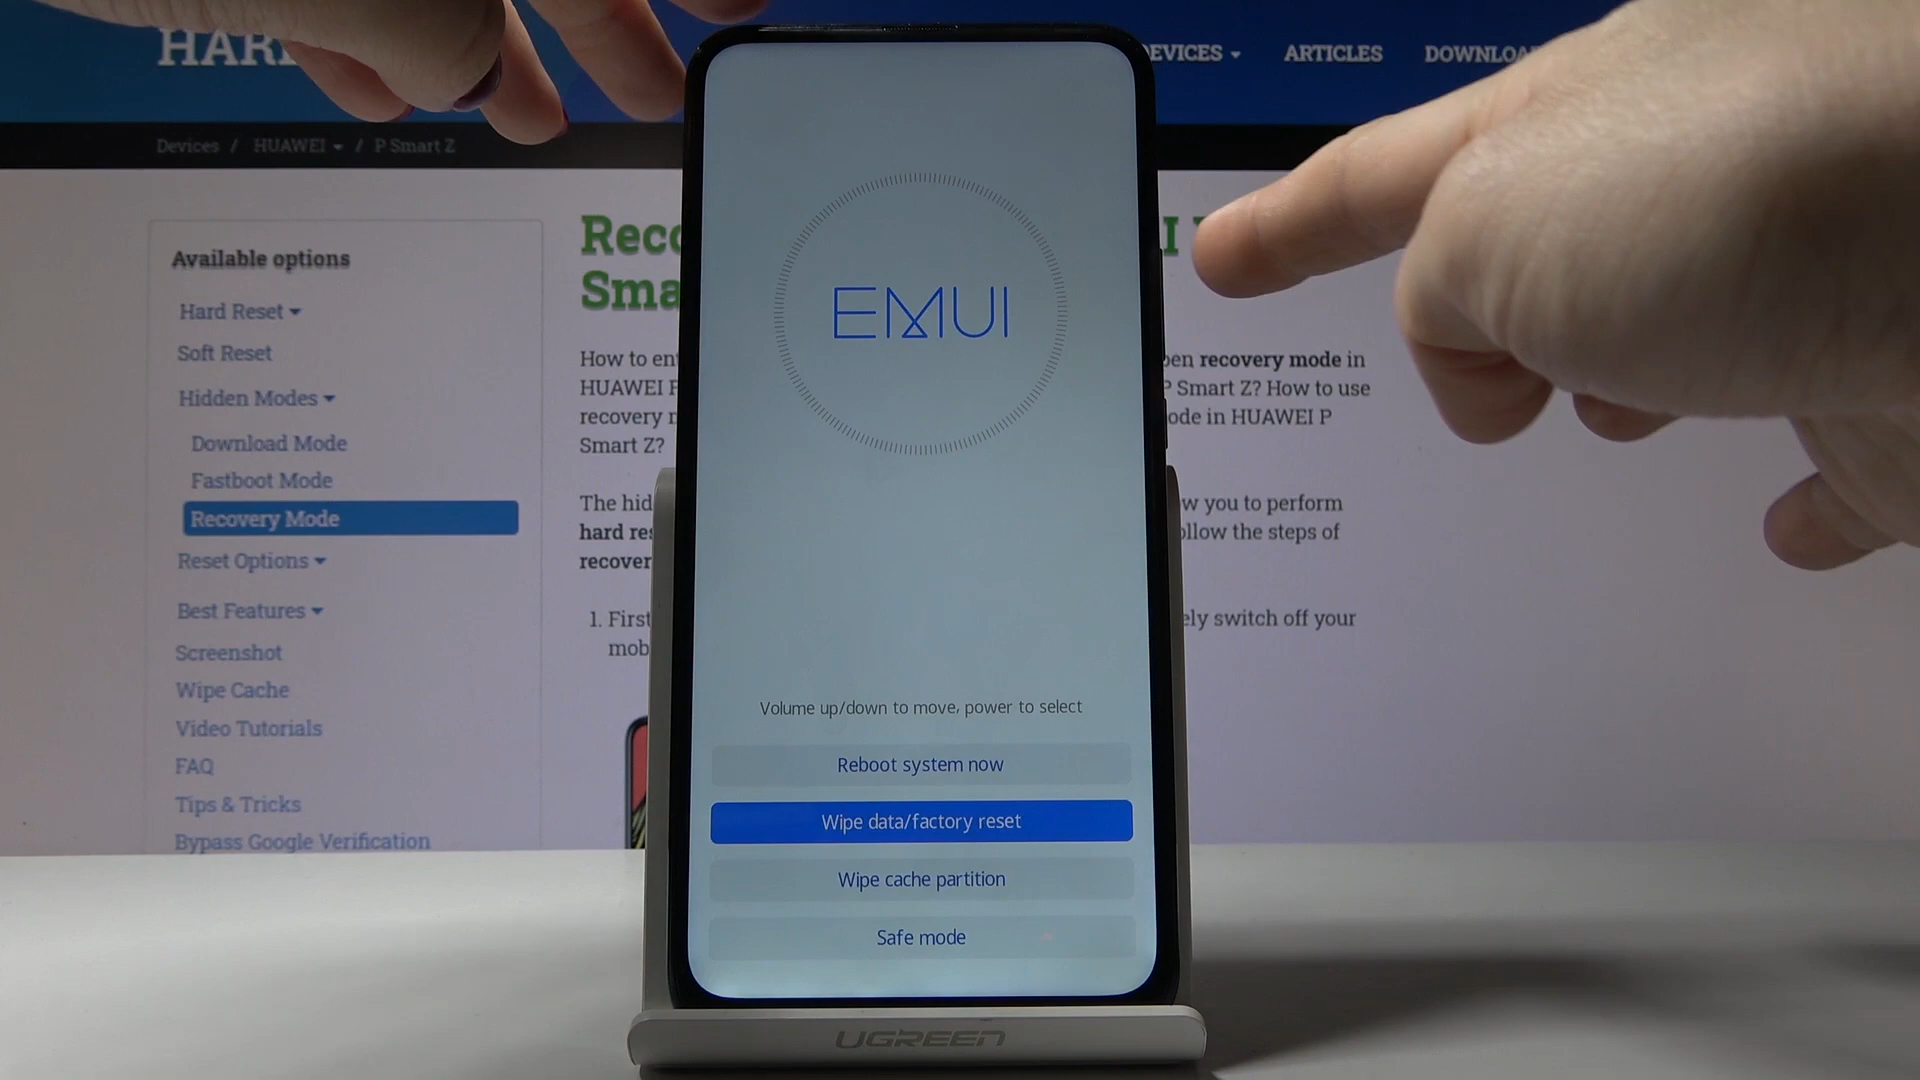 HAR
DEVICES
ARTICLES
DOWNLOA
Devices / HUAWEI / P Smart Z
Available options
Hard Reset
Soft Reset
Hidden Modes
Download Mode
Fastboot Mode
Recovery Mode
Reset Options
Best Features
Screenshot
Wipe Cache
Video Tutorials
FAQ
Tips & Tricks
Bypass Google Verification
Reco
I
Sma
How to en
pen recovery mode in
HUAWEI P
P Smart Z? How to use
recovery m
ode in HUAWEI P
Smart Z?
The hid
w you to perform
hard res
ollow the steps of
recover
1. First
ely switch off your
mob
EMUI
Volume up/down to move, power to select
Reboot system now
Wipe data/factory reset
Wipe cache partition
Safe mode
UGREEN